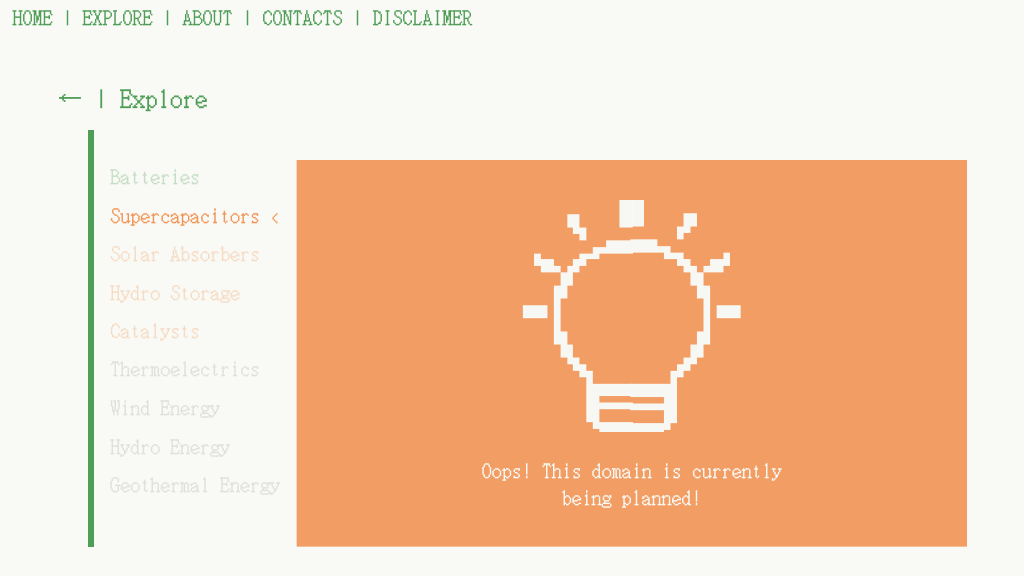 HOME | EXPLORE | ABOUT | CONTACTS | DISCLAIMER
← | Explore
Batteries
Supercapacitors <
Solar Absorbers
Hydro Storage
Catalysts
Thermoelectrics
Wind Energy
Hydro Energy
Geothermal Energy
Oops! This domain is currently
being planned!